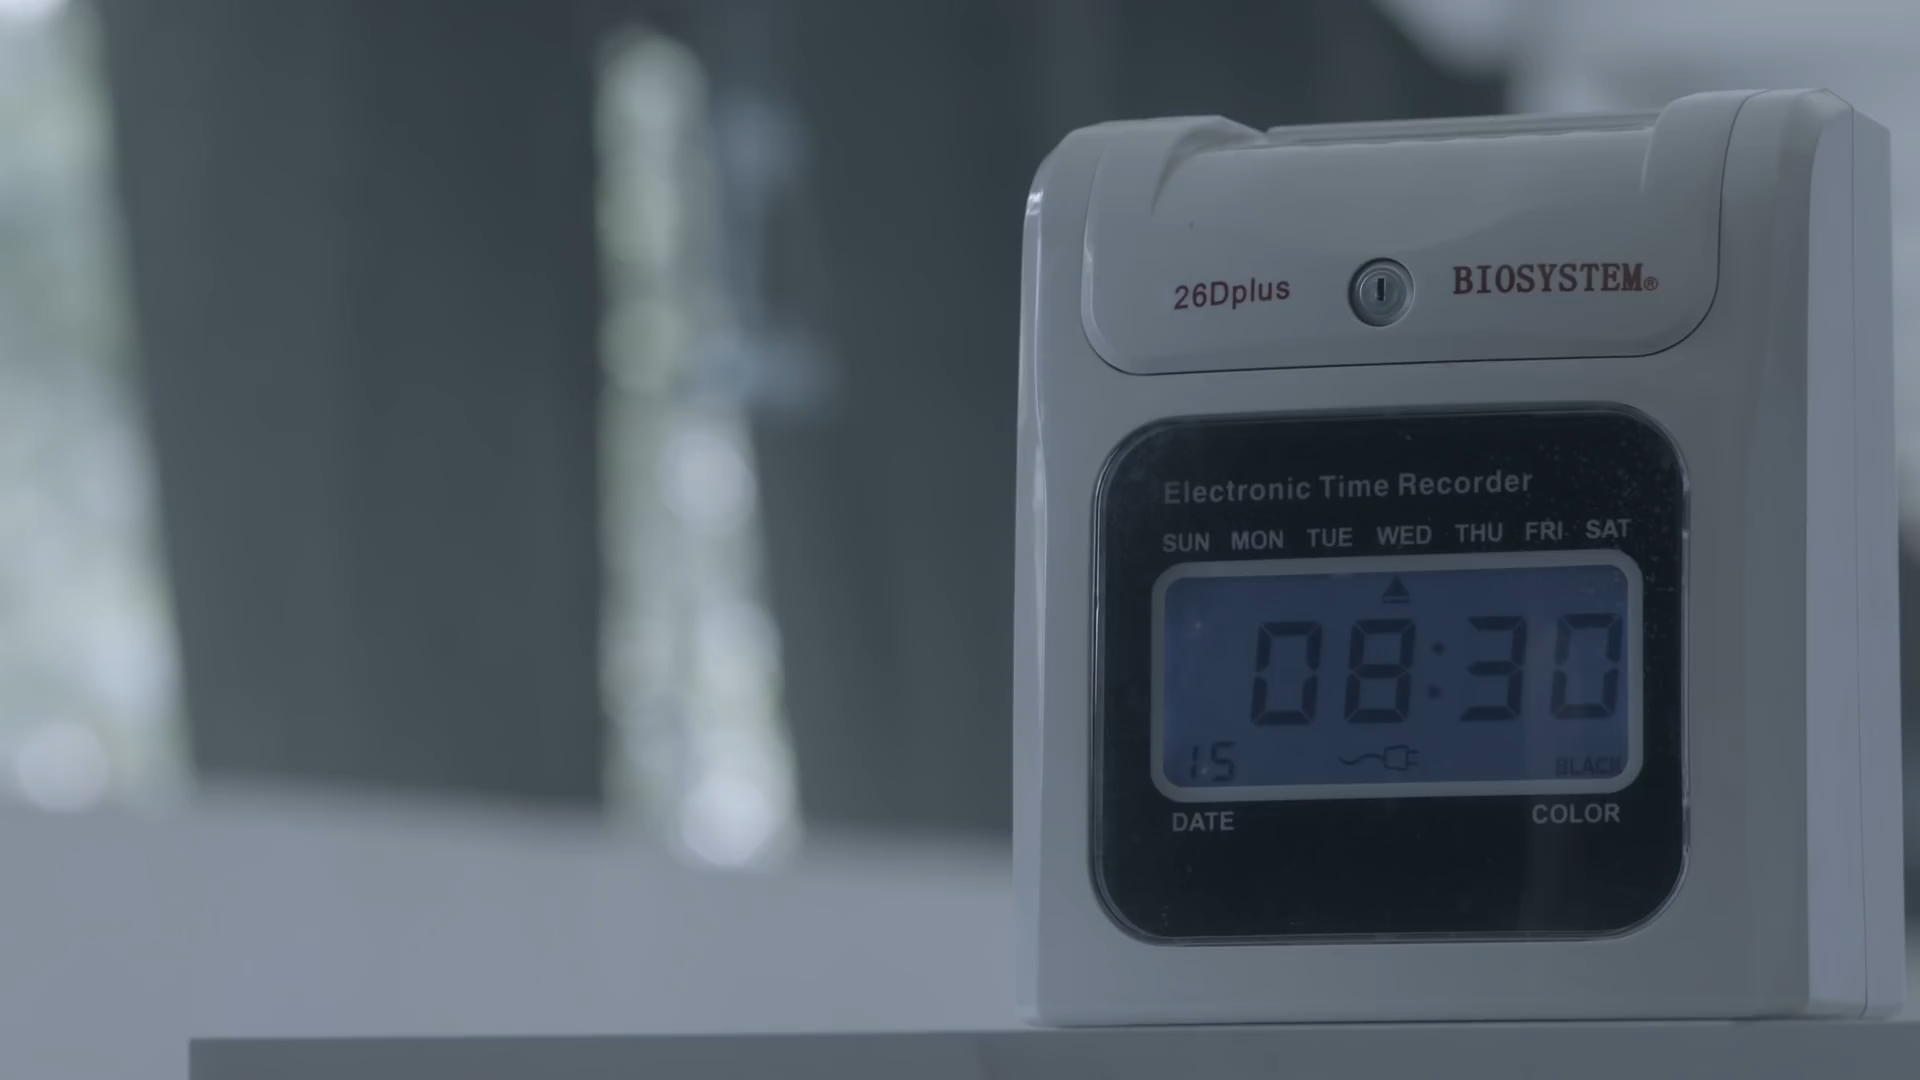 26Dplus BIOSYSTEM®
Electronic Time Recorder
SUN MON TUE WED THU FRI SAT
08:30
15 BLACK
DATE COLOR